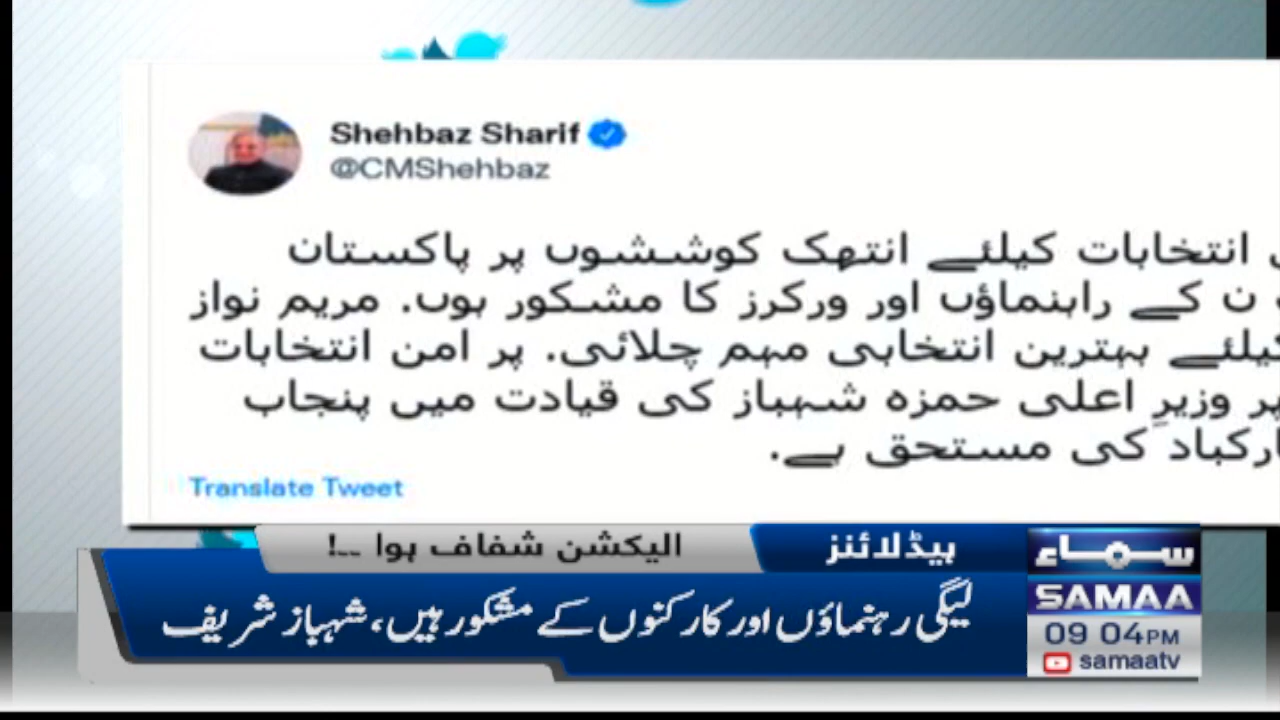 Shehbaz Sharif
@CMShehbaz
انتخابات کیلئے انتھک کوششوں پر پاکستان
ن کے راہنماؤں اور ورکرز کا مشکور ہوں. مریم نواز
کیلئے بہترین انتخابی مہم چلائی. پر امن انتخابات
پر وزیرِ اعلی حمزہ شہباز کی قیادت میں پنجاب
کی مستحق ہے.
Translate Tweet
ہیڈلائنز
الیکشن شفاف ہوا ...!
لیگی رہنماؤں اور کارکنوں کے مشکور ہیں، شہباز شریف
سماء
SAMAA
09 04PM
samaatv